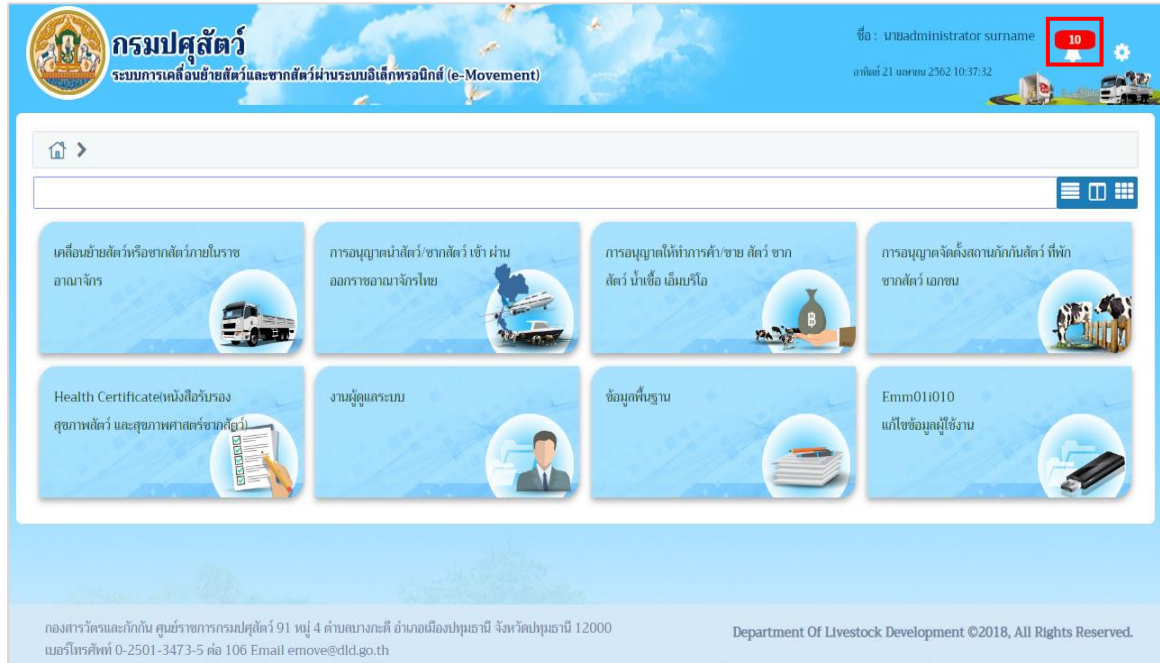 กรมปศุสัตว์
ระบบการเคลื่อนย้ายสัตว์และซากสัตว์ผ่านระบบอิเล็กทรอนิกส์ (e-Movement)
ชื่อ : นายadministrator surname
10
อาทิตย์ 21 เมษายน 2562 10:37:32
เคลื่อนย้ายสัตว์หรือซากสัตว์ภายในราช
อาณาจักร
การอนุญาตนำสัตว์/ซากสัตว์ เข้า ผ่าน
ออกราชอาณาจักรไทย
การอนุญาตให้ทำการค้า/ขาย สัตว์ ซาก
สัตว์ น้ำเชื้อ เอ็มบริโอ
การอนุญาตจัดตั้งสถานกักกันสัตว์ ที่พัก
ซากสัตว์ เอกชน
Health Certificate(หนังสือรับรอง
สุขภาพสัตว์ และสุขภาพศาสตร์ซากสัตว์)
งานผู้ดูแลระบบ
ข้อมูลพื้นฐาน
Emm01i010
แก้ไขข้อมูลผู้ใช้งาน
กองสารวัตรและกักกัน ศูนย์ราชการกรมปศุสัตว์ 91 หมู่ 4 ตำบลบางกะดี อำเภอเมืองปทุมธานี จังหวัดปทุมธานี 12000
เบอร์โทรศัพท์ 0-2501-3473-5 ต่อ 106 Email emove@dld.go.th
Department Of Livestock Development ©2018, All Rights Reserved.